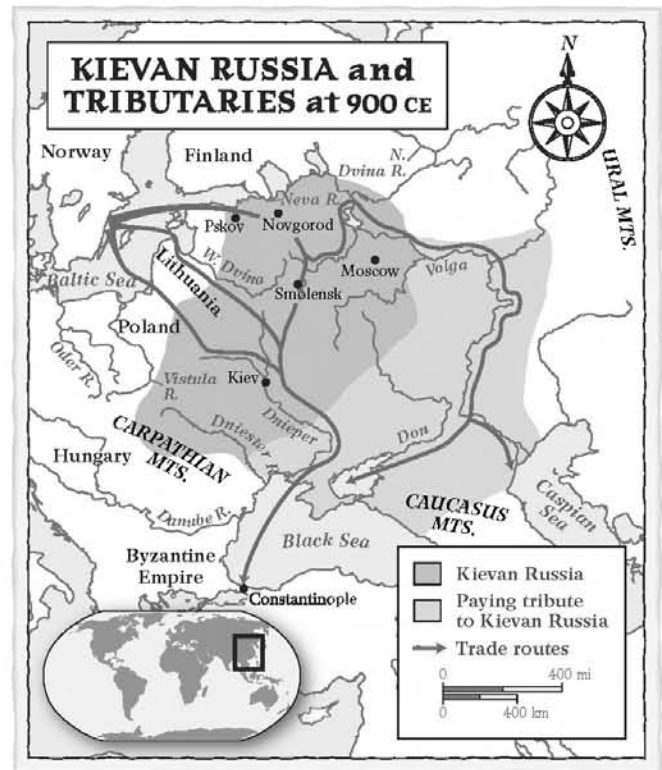 KIEVAN RUSSIA and
TRIBUTARIES at 900 CE
N
Norway
Finland
N.
Dvina R.
URAL MTS.
Neva R.
Pskov
Novgorod
W. Dvina
Moscow
Volga
Baltic Sea
Lithuania
Smolensk
Poland
Oder R.
Vistula
R.
Kiev
Dnieper
CARPATHIAN
MTS.
Dniester R.
Don
Hungary
CAUCASUS
MTS.
Caspian
Sea
Danube R.
Black Sea
Byzantine
Empire
Constantinople
Kievan Russia
Paying tribute
to Kievan Russia
Trade routes
0 400 mi
0 400 km